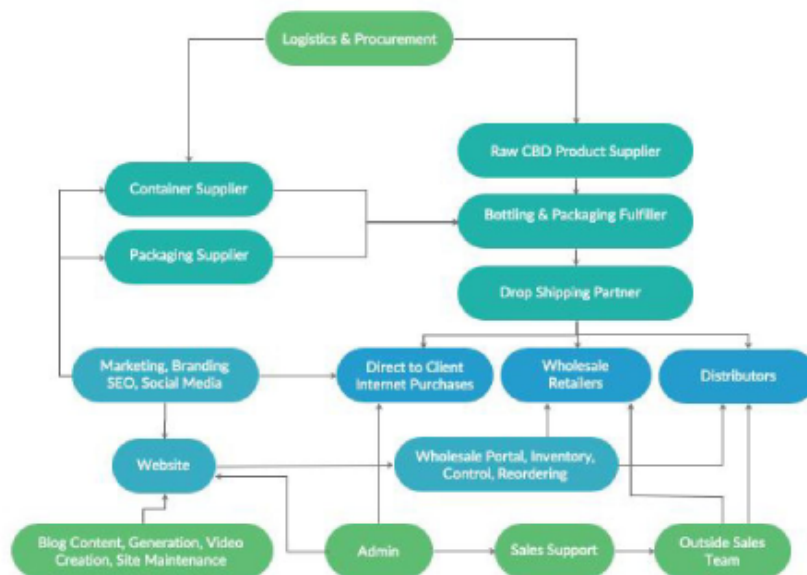 Logistics & Procurement
Raw CBD Product Supplier
Container Supplier
Bottling & Packaging Fulfiller
Packaging Supplier
Drop Shipping Partner
Marketing, Branding
SEO, Social Media
Direct to Client
Internet Purchases
Wholesale
Retailers
Distributors
Website
Wholesale Portal, Inventory,
Control, Reordering
Blog Content, Generation, Video
Creation, Site Maintenance
Admin
Sales Support
Outside Sales
Team